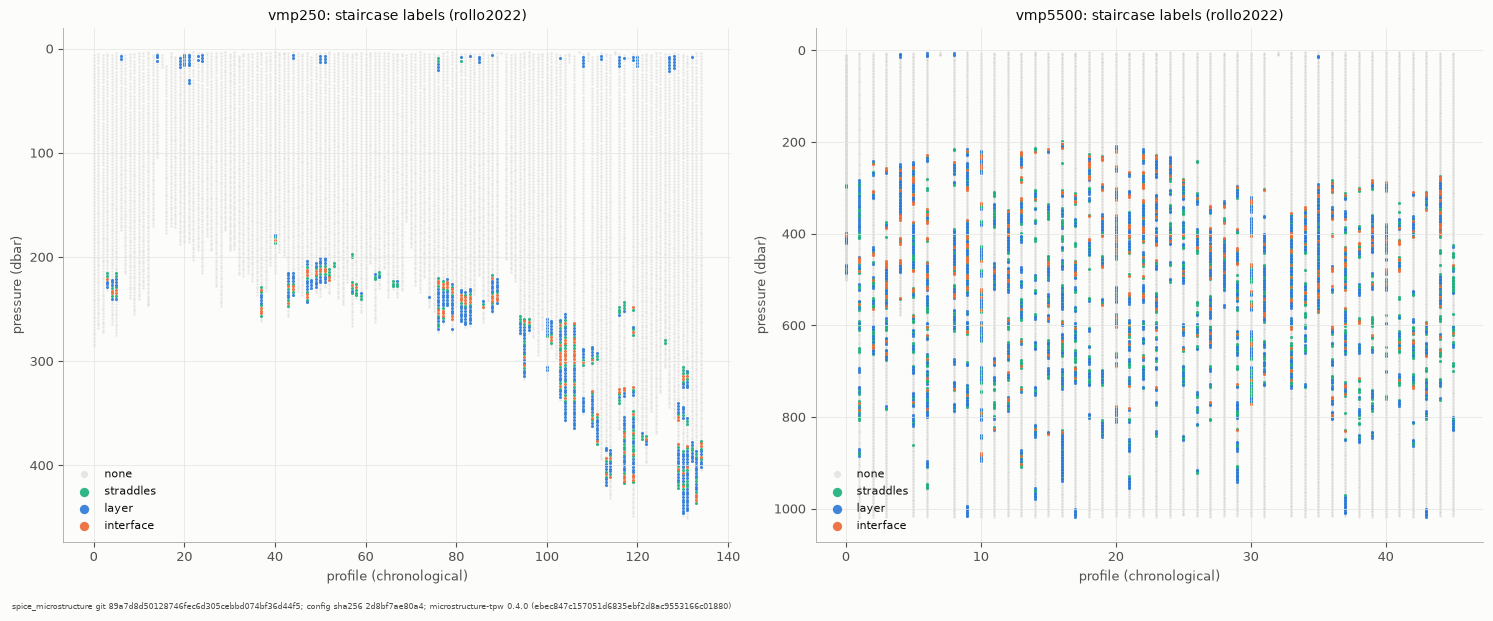 vmp250: staircase labels (rollo2022)
0
100
200
300
400
pressure (dbar)
none
straddles
layer
interface
0 20 40 60 80 100 120 140
profile (chronological)
vmp5500: staircase labels (rollo2022)
0
200
400
600
800
1000
pressure (dbar)
none
straddles
layer
interface
0 10 20 30 40
profile (chronological)
spice_microstructure git 89a7d8d50128746fec6d305cebbd074bf36d44f5; config sha256 2d8bf7ae80a4; microstructure-tpw 0.4.0 (ebec847c157051d6835ebf2d8ac9553166c01880)